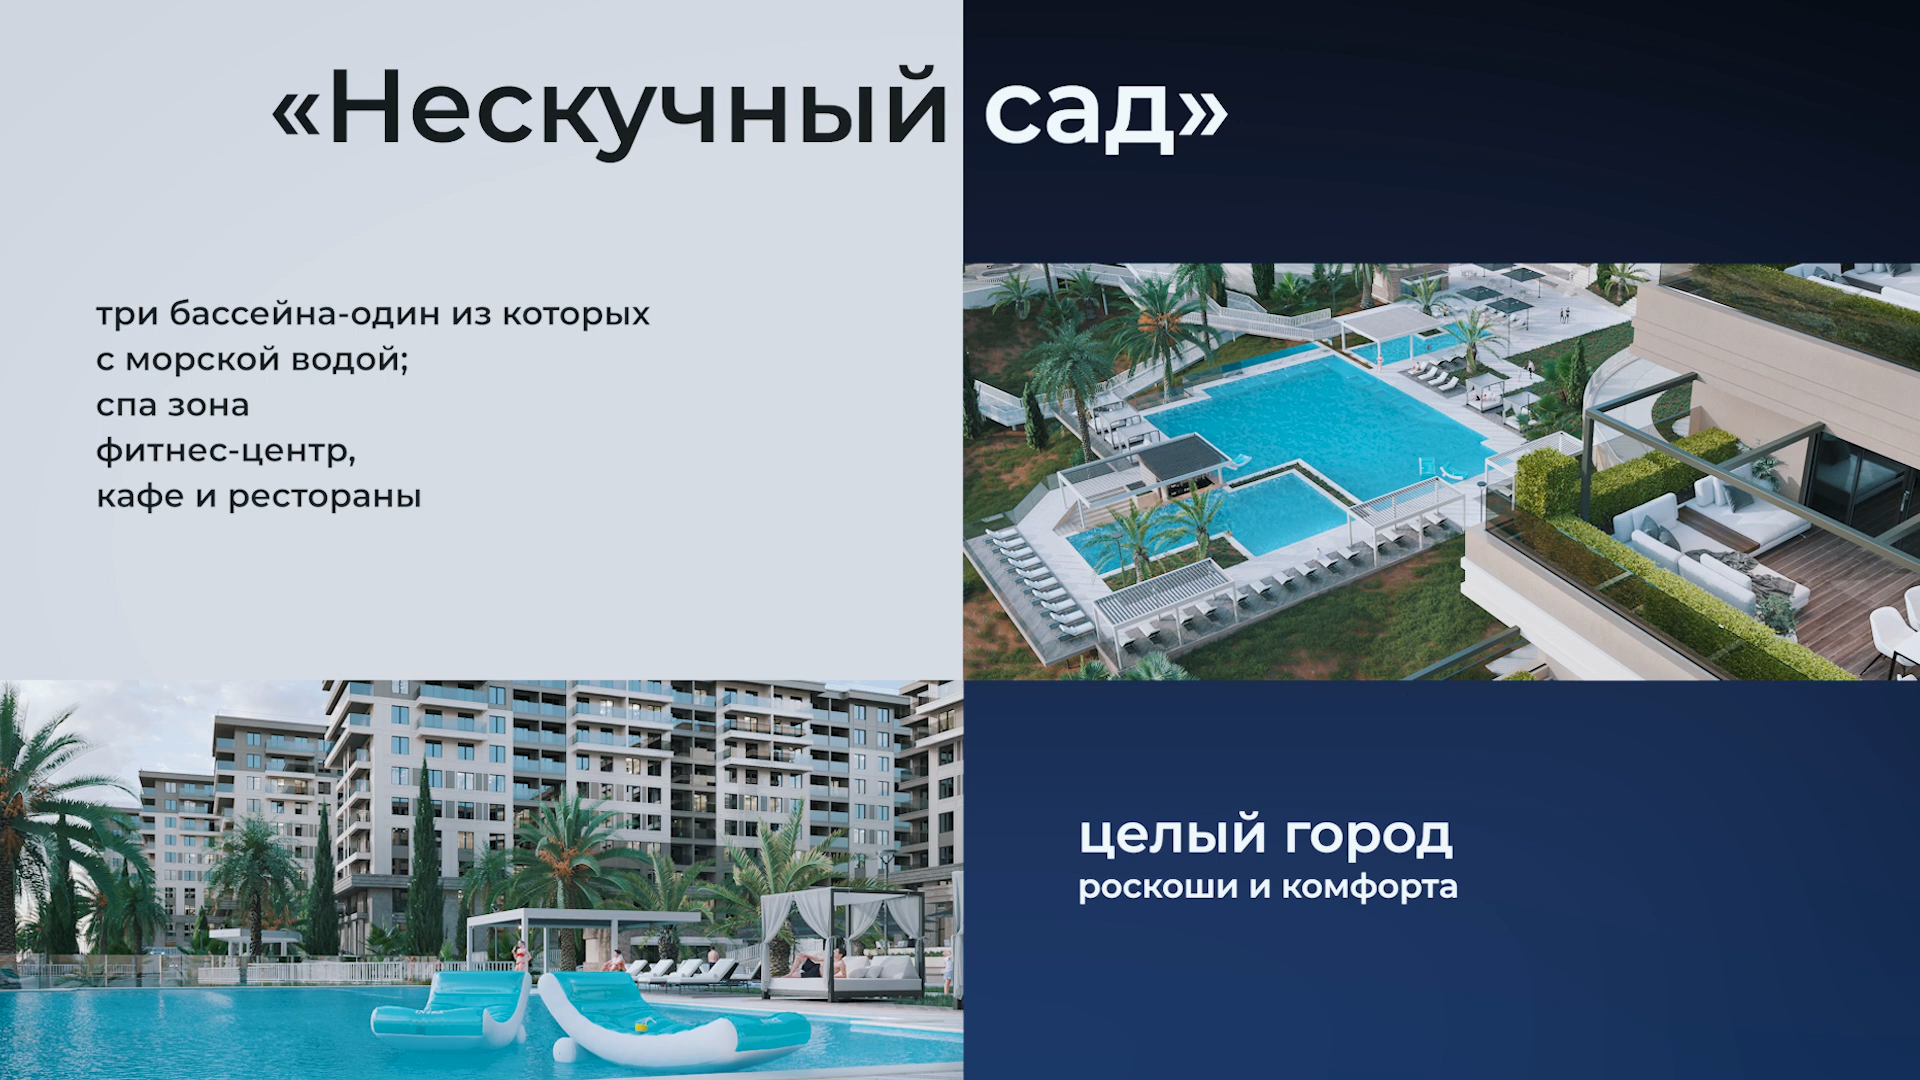 «Нескучный сад»
три бассейна-один из которых
с морской водой;
спа зона
фитнес-центр,
кафе и рестораны
целый город
роскоши и комфорта